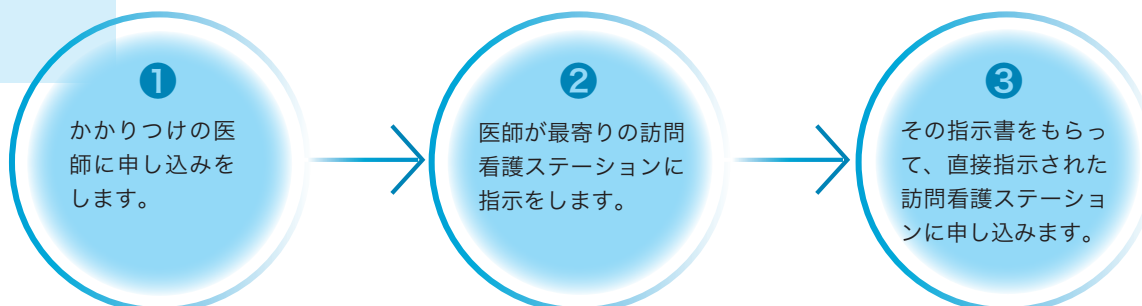 ❶
かかりつけの医
師に申し込みを
します。
❷
医師が最寄りの訪問
看護ステーションに
指示をします。
❸
その指示書をもらっ
て、直接指示された
訪問看護ステーショ
ンに申し込みます。